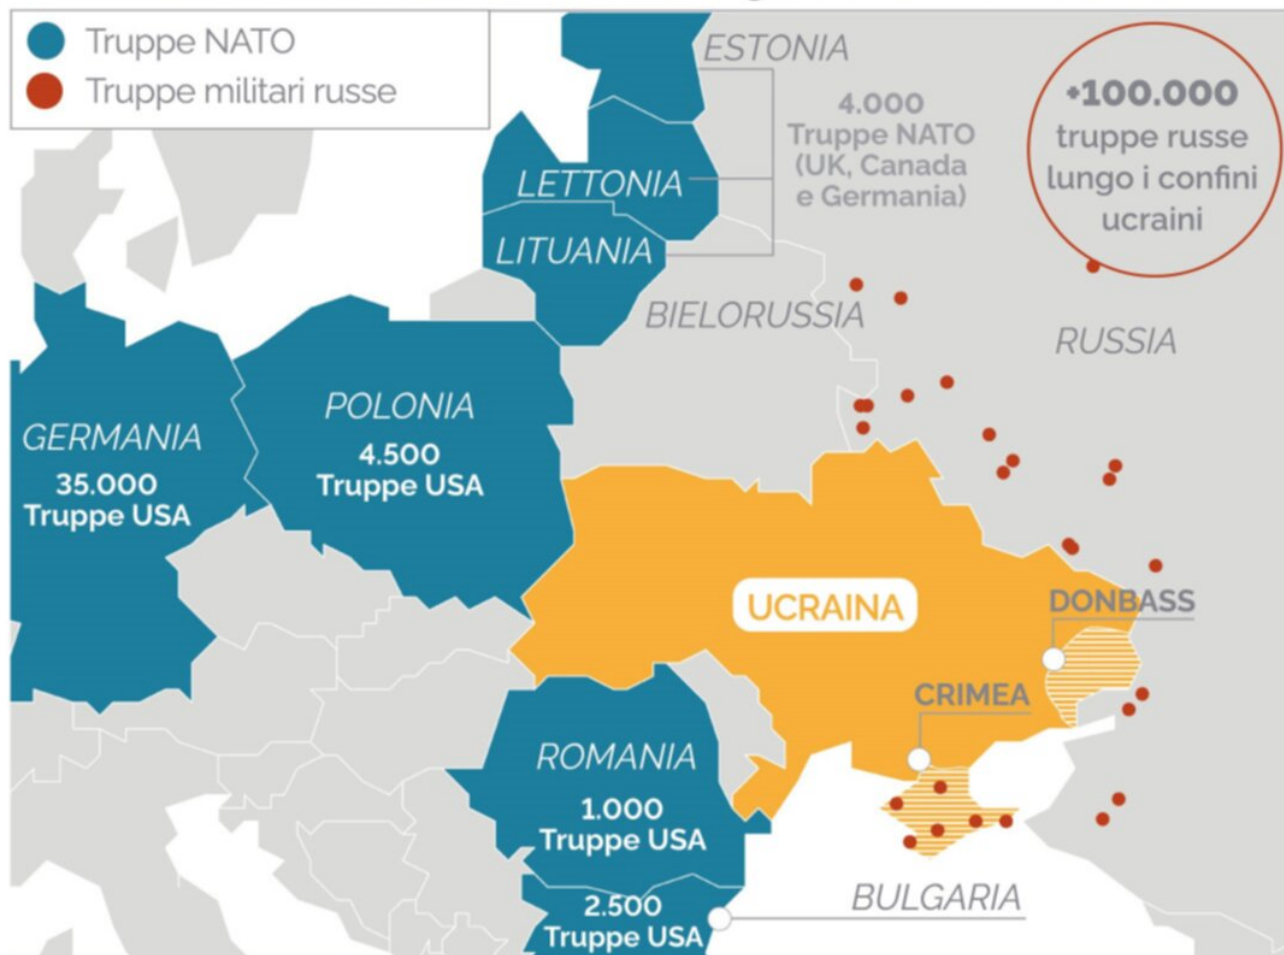 Truppe NATO
Truppe militari russe
ESTONIA
4.000
Truppe NATO
(UK, Canada
e Germania)
+100.000
truppe russe
lungo i confini
ucraini
LETTONIA
LITUANIA
BIELORUSSIA
RUSSIA
POLONIA
4.500
Truppe USA
GERMANIA
35.000
Truppe USA
UCRAINA
DONBASS
CRIMEA
ROMANIA
1.000
Truppe USA
BULGARIA
2.500
Truppe USA